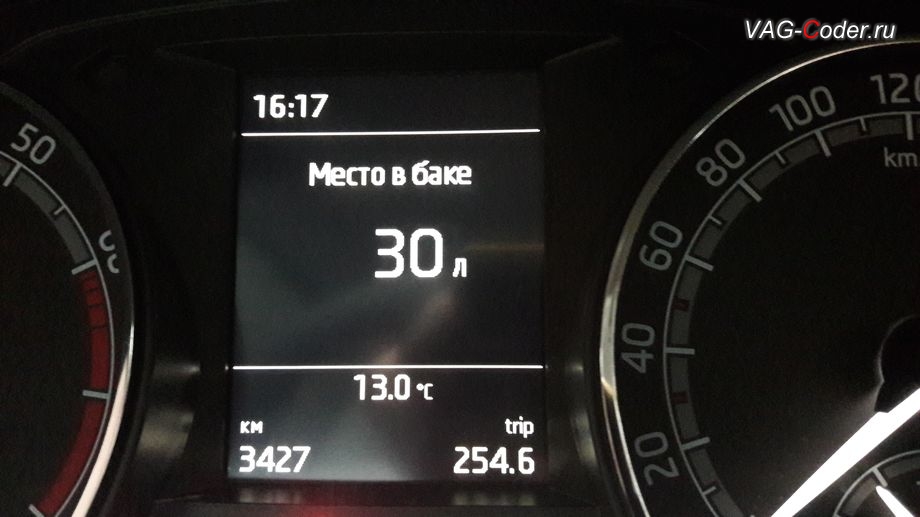 VAG-Coder.ru
16:17
Место в баке
30 л
13.0 °C
км trip
3427 254.6
50
120
100
80
60
40
20
km